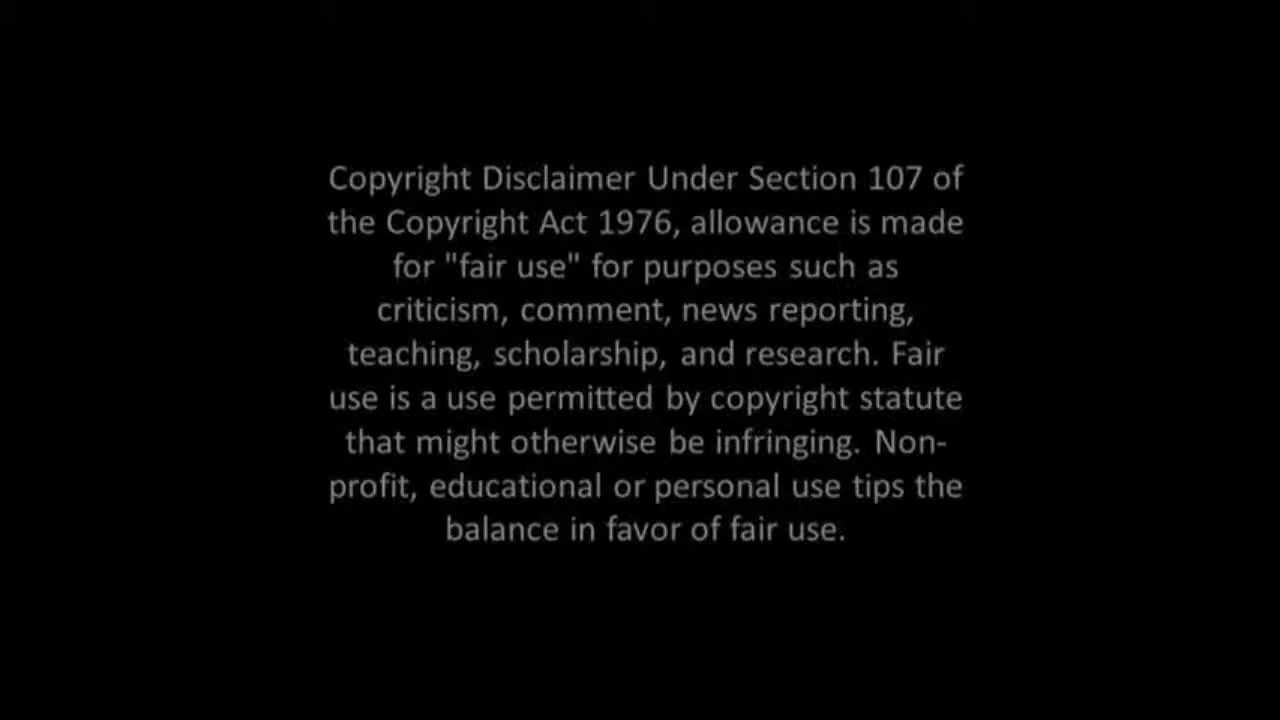 Copyright Disclaimer Under Section 107 of
the Copyright Act 1976, allowance is made
for "fair use" for purposes such as
criticism, comment, news reporting,
teaching, scholarship, and research. Fair
use is a use permitted by copyright statute
that might otherwise be infringing. Non-
profit, educational or personal use tips the
balance in favor of fair use.